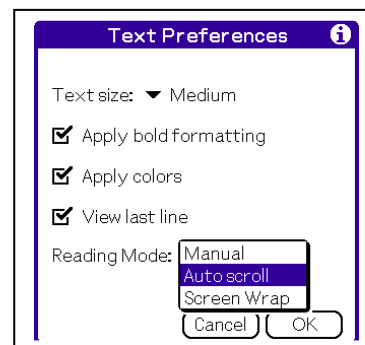 Text Preferences
Text size: Medium
Apply bold formatting
Apply colors
View last line
Reading Mode: Manual
Auto scroll
Screen Wrap
Cancel OK